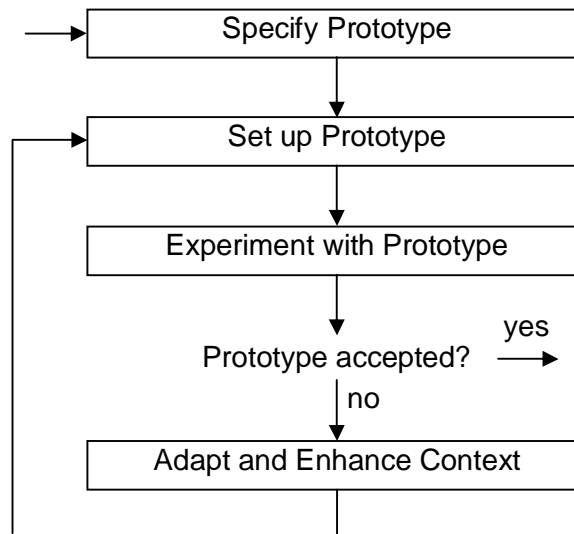 Specify Prototype
Set up Prototype
Experiment with Prototype
yes
Prototype accepted?
no
Adapt and Enhance Context